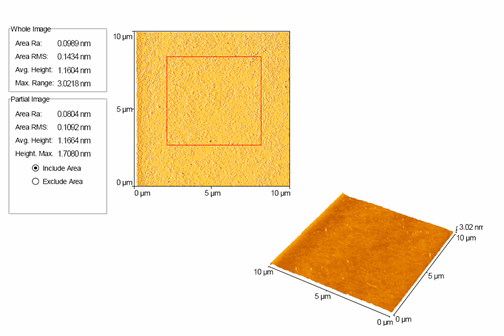 Whole Image
Area Ra: 0.0989 nm
Area RMS: 0.1434 nm
Avg. Height: 1.1604 nm
Max. Range: 3.0218 nm
Partial Image
Area Ra: 0.0804 nm
Area RMS: 0.1092 nm
Avg. Height: 1.1664 nm
Height. Max. 1.7080 nm
Include Area
Exclude Area
10 µm
5 µm
0 µm
0 µm 5 µm 10 µm
3.02 nm
10 µm
5 µm
0 µm
10 µm
5 µm
0 µm